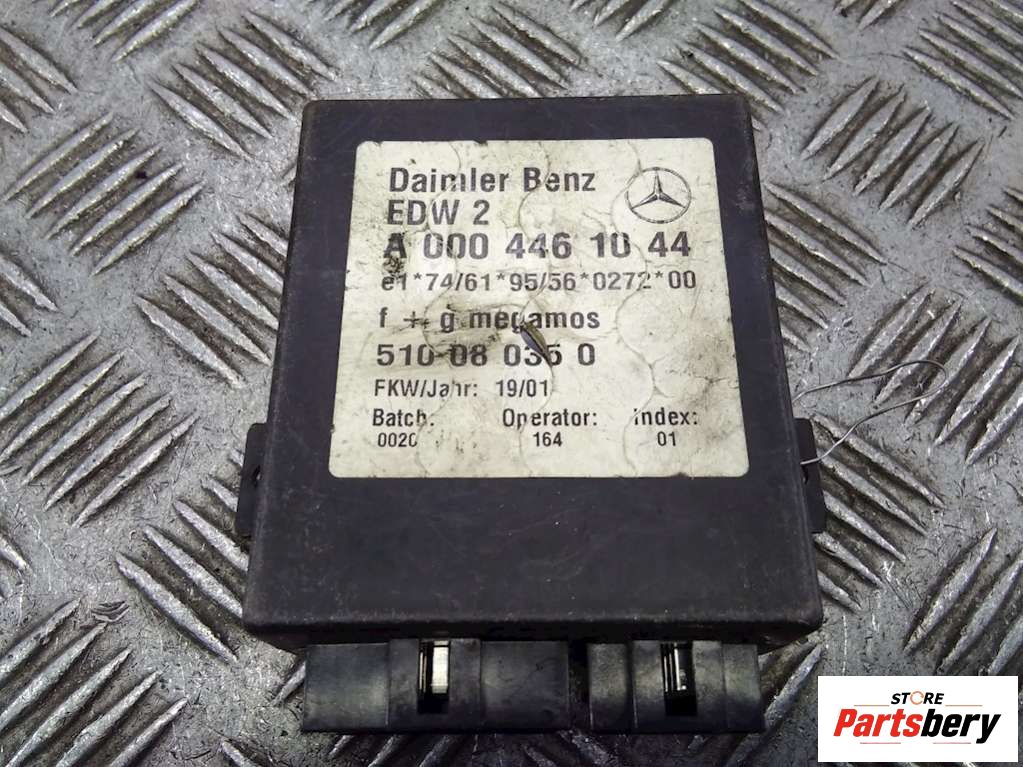 Daimler Benz
EDW 2
A 000 446 10 44
e1*74/61*95/56*0272*00
f + g megamos
510 08 035 0
FKW/Jahr: 19/01
Batch: Operator: Index:
002 164 01
STORE
Partsbery